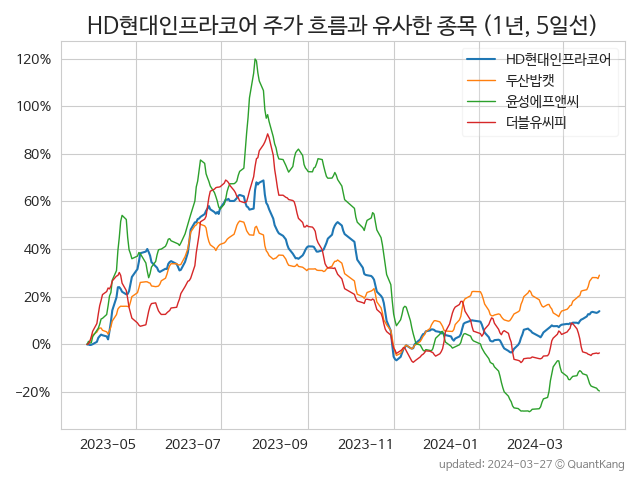 HD현대인프라코어 주가 흐름과 유사한 종목 (1년, 5일선)
HD현대인프라코어
두산밥캣
윤성에프앤씨
더블유씨피
120%
100%
80%
60%
40%
20%
0%
−20%
2023−05
2023−07
2023−09
2023−11
2024−01
2024−03
updated: 2024−03−27 © QuantKang